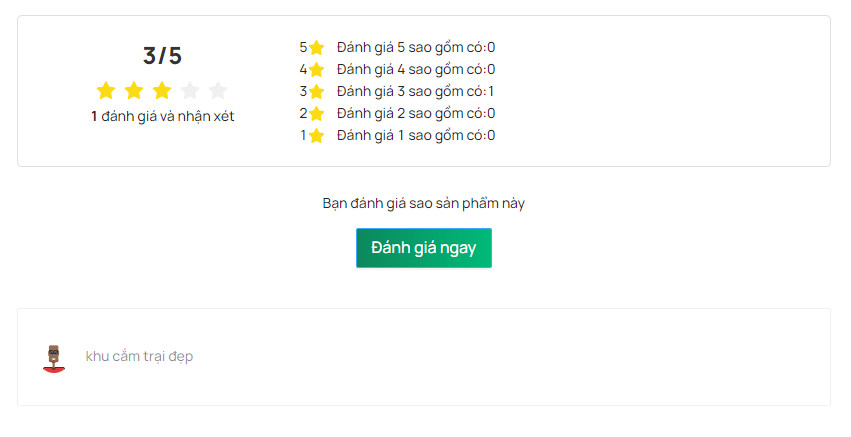 3/5
1 đánh giá và nhận xét
5 Đánh giá 5 sao gồm có:0
4 Đánh giá 4 sao gồm có:0
3 Đánh giá 3 sao gồm có:1
2 Đánh giá 2 sao gồm có:0
1 Đánh giá 1 sao gồm có:0
Bạn đánh giá sao sản phẩm này
Đánh giá ngay
khu cắm trại đẹp